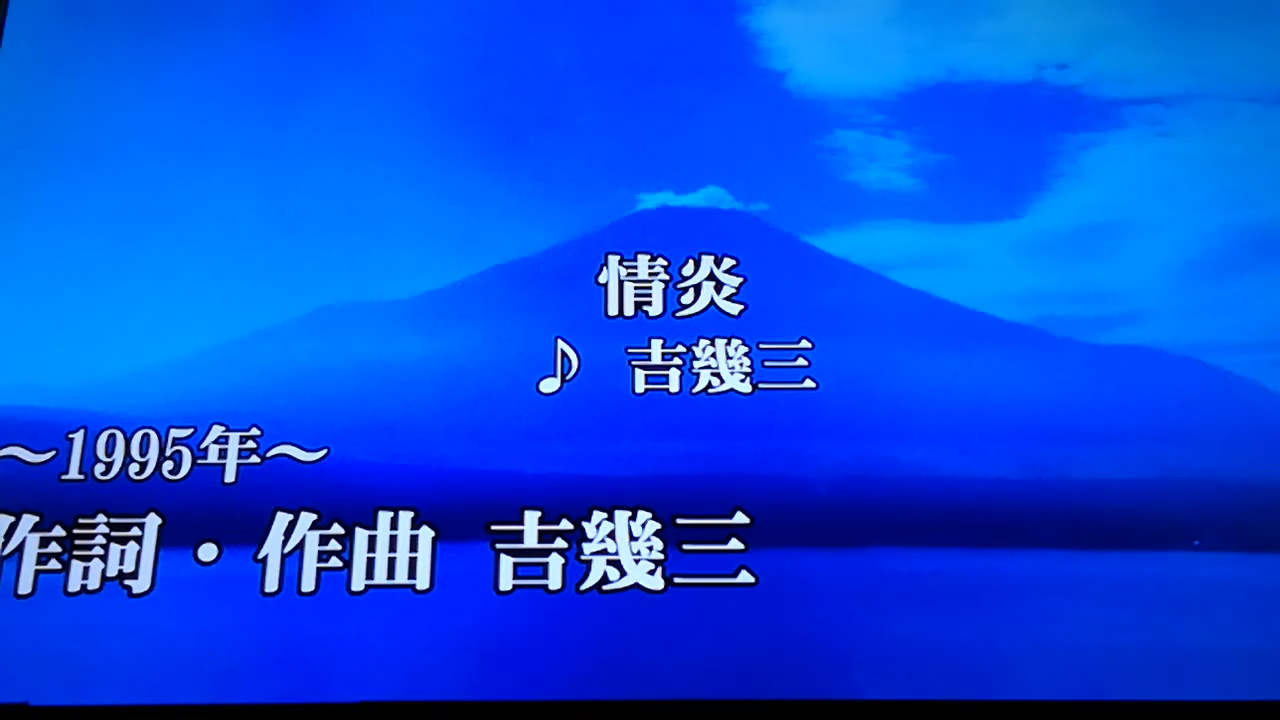 情炎
♪ 吉幾三
～1995年～
作詞・作曲 吉幾三